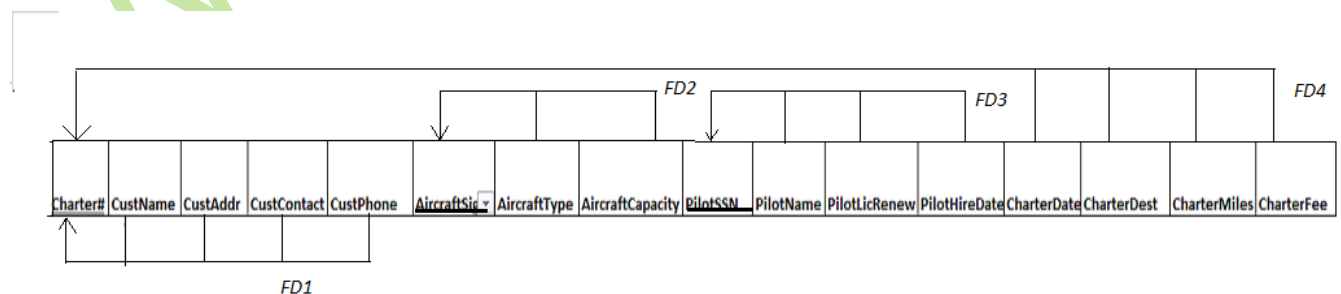 FD2
FD3
FD4
Charter# CustName CustAddr CustContact CustPhone AircraftType AircraftCapacity PilotSSN PilotName PilotLicRenew PilotHireDate CharterDate CharterDest CharterMiles CharterFee
FD1